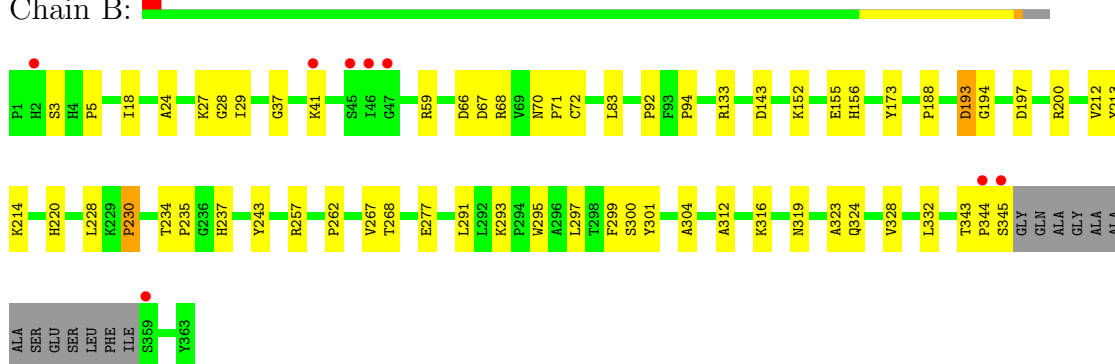 Chain B:
P1 H2 S3 H4 P5 I18 A24 K27 G28 I29 G37 K41 S45 I46 G47 R59 D66 D67 R68 V69 N70 P71 C72 L83 P92 F93 P94 R133 D143 K152 E155 H156 Y173 P188 D193 G194 D197 R200 V212 Y213
K214 H220 L228 K229 P230 T234 P235 G236 H237 Y243 R257 P262 V267 T268 E277 L291 L292 K293 P294 W295 A296 L297 T298 F299 S300 Y301 A304 A312 K316 N319 A323 Q324 V328 L332 T343 P344 S345 GLY GLN ALA GLY ALA ALA
ALA SER GLU SER LEU PHE ILE S359 Y363